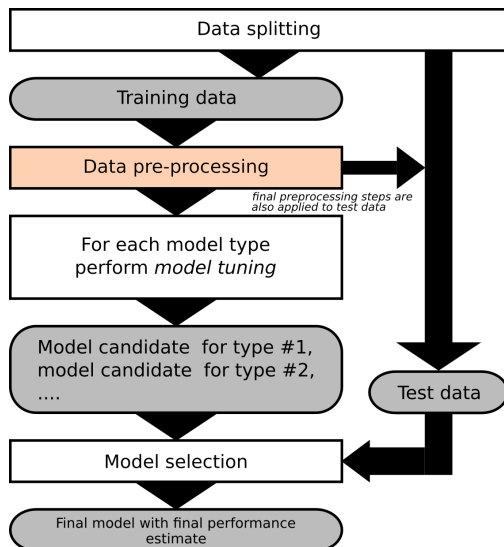 Data splitting
Training data
Data pre-processing
final preprocessing steps are
also applied to test data
For each model type
perform model tuning
Model candidate for type #1,
model candidate for type #2,
....
Test data
Model selection
Final model with final performance
estimate